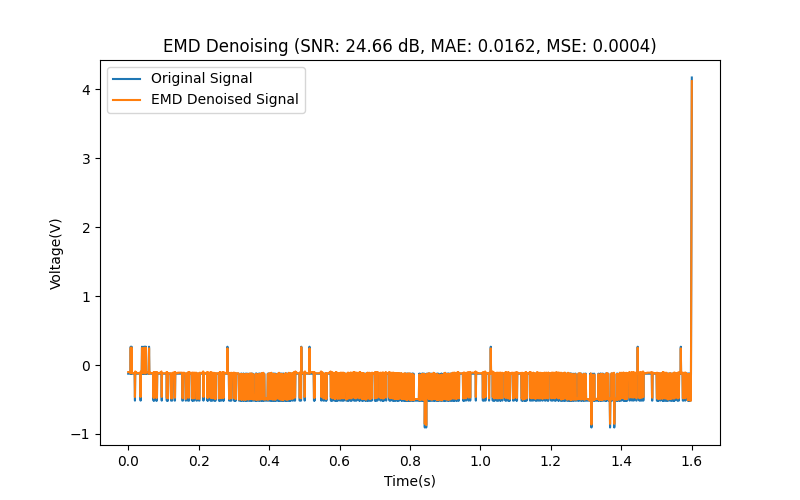 EMD Denoising (SNR: 24.66 dB, MAE: 0.0162, MSE: 0.0004)
Original Signal
EMD Denoised Signal
4
3
2
1
0
−1
Voltage(V)
0.0 0.2 0.4 0.6 0.8 1.0 1.2 1.4 1.6
Time(s)